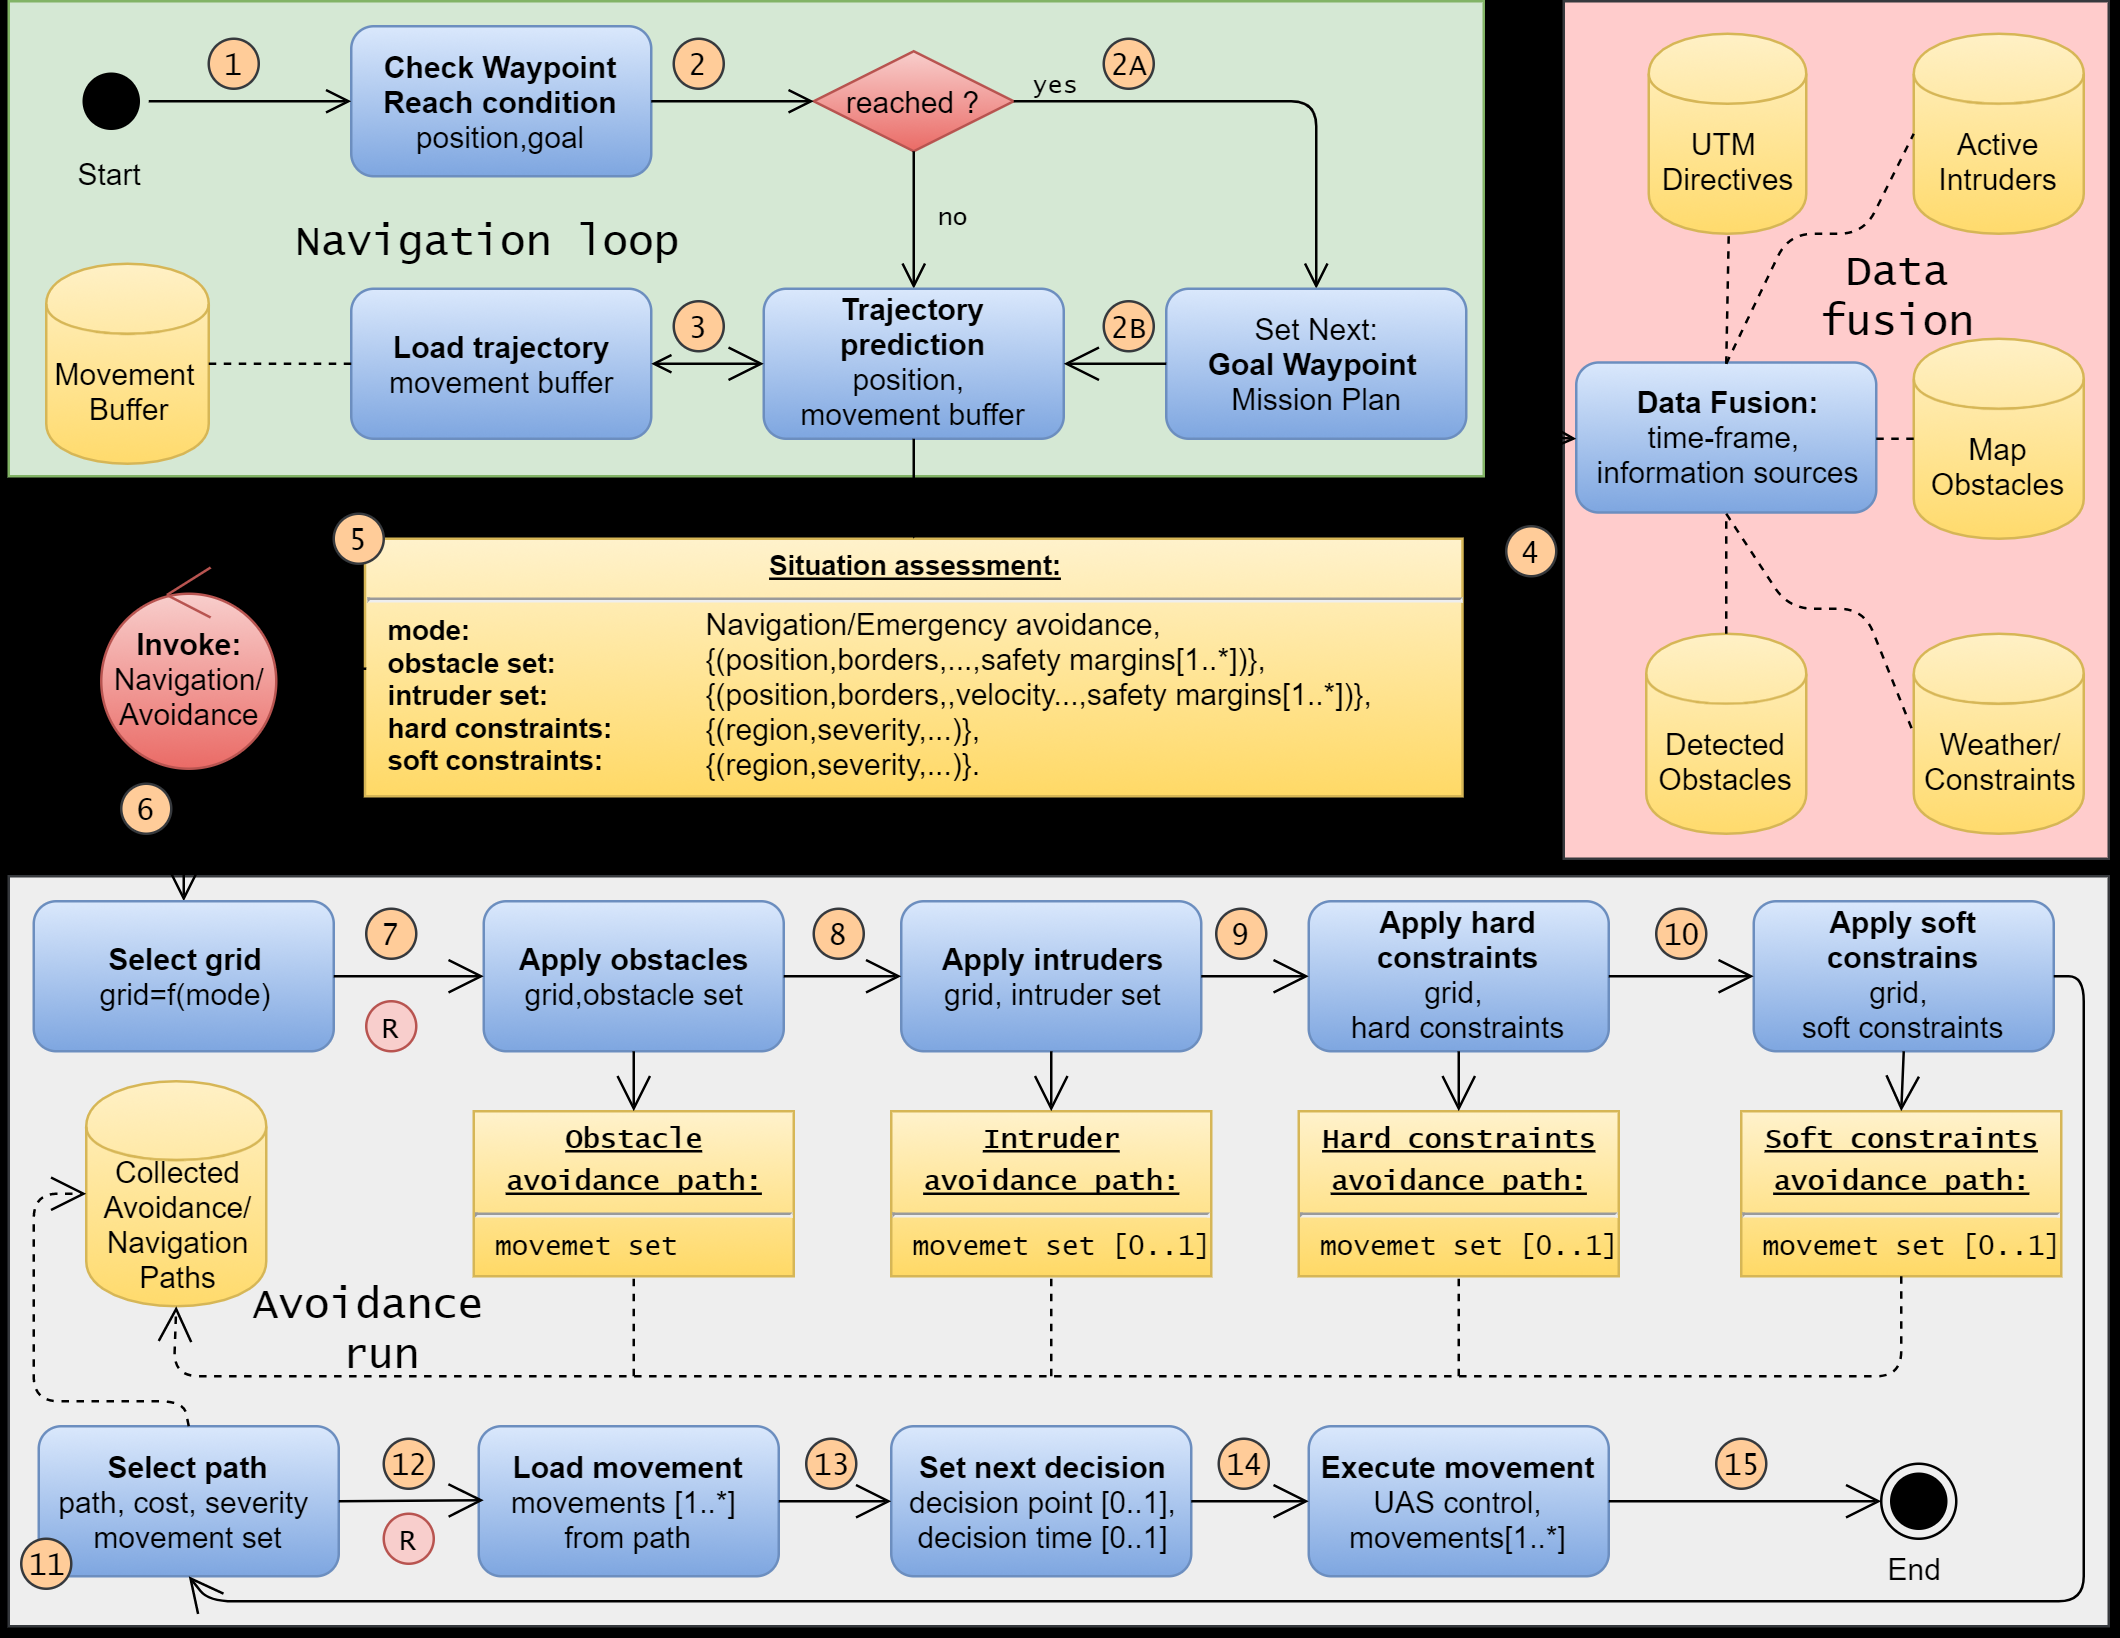 1
Check Waypoint
Reach condition
position,goal
2
reached ?
yes
2A
Start
no
Navigation loop
Movement
Buffer
Load trajectory
movement buffer
3
Trajectory
prediction
position,
movement buffer
2B
Set Next:
Goal Waypoint
Mission Plan
UTM
Directives
Active
Intruders
Data
fusion
Data Fusion:
time-frame,
information sources
Map
Obstacles
4
Detected
Obstacles
Weather/
Constraints
5
Situation assessment:
mode: Navigation/Emergency avoidance,
obstacle set: {(position,borders,...,safety margins[1..*])},
intruder set: {(position,borders,,velocity...,safety margins[1..*])},
hard constraints: {(region,severity,...)},
soft constraints: {(region,severity,...)}.
Invoke:
Navigation/
Avoidance
6
Select grid
grid=f(mode)
7
R
Apply obstacles
grid,obstacle set
8
Apply intruders
grid, intruder set
9
Apply hard
constraints
grid,
hard constraints
10
Apply soft
constrains
grid,
soft constraints
Collected
Avoidance/
Navigation
Paths
Obstacle
avoidance path:
movemet set
Intruder
avoidance path:
movemet set [0..1]
Hard constraints
avoidance path:
movemet set [0..1]
Soft constraints
avoidance path:
movemet set [0..1]
Avoidance
run
Select path
path, cost, severity
movement set
11
12
R
Load movement
movements [1..*]
from path
13
Set next decision
decision point [0..1],
decision time [0..1]
14
Execute movement
UAS control,
movements[1..*]
15
End